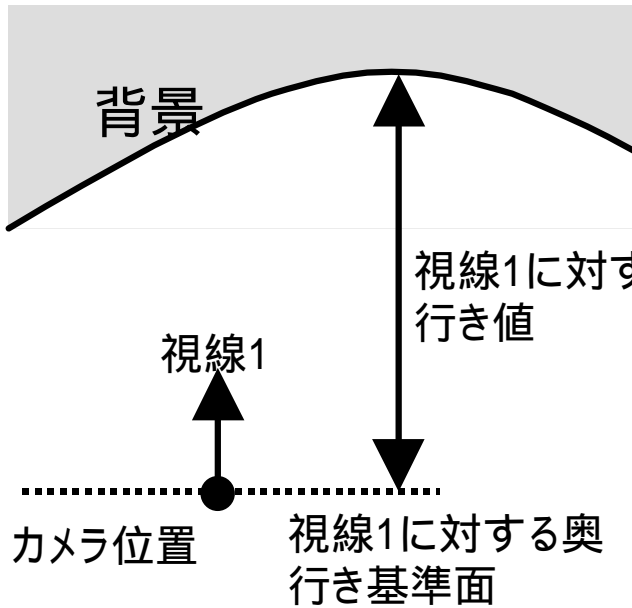 背景
視線1に対す
行き値
視線1
カメラ位置
視線1に対する奥
行き基準面